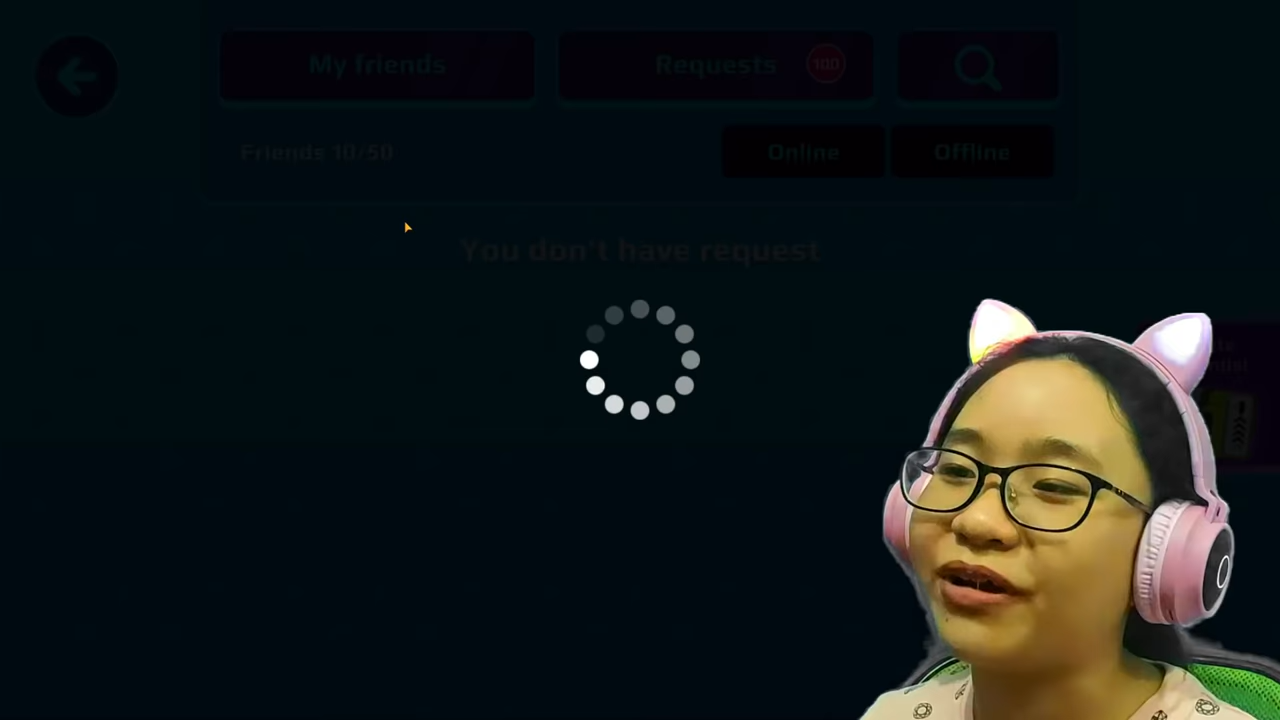 My friends
Requests
100
Friends 10/50
Online
Offline
You don't have request